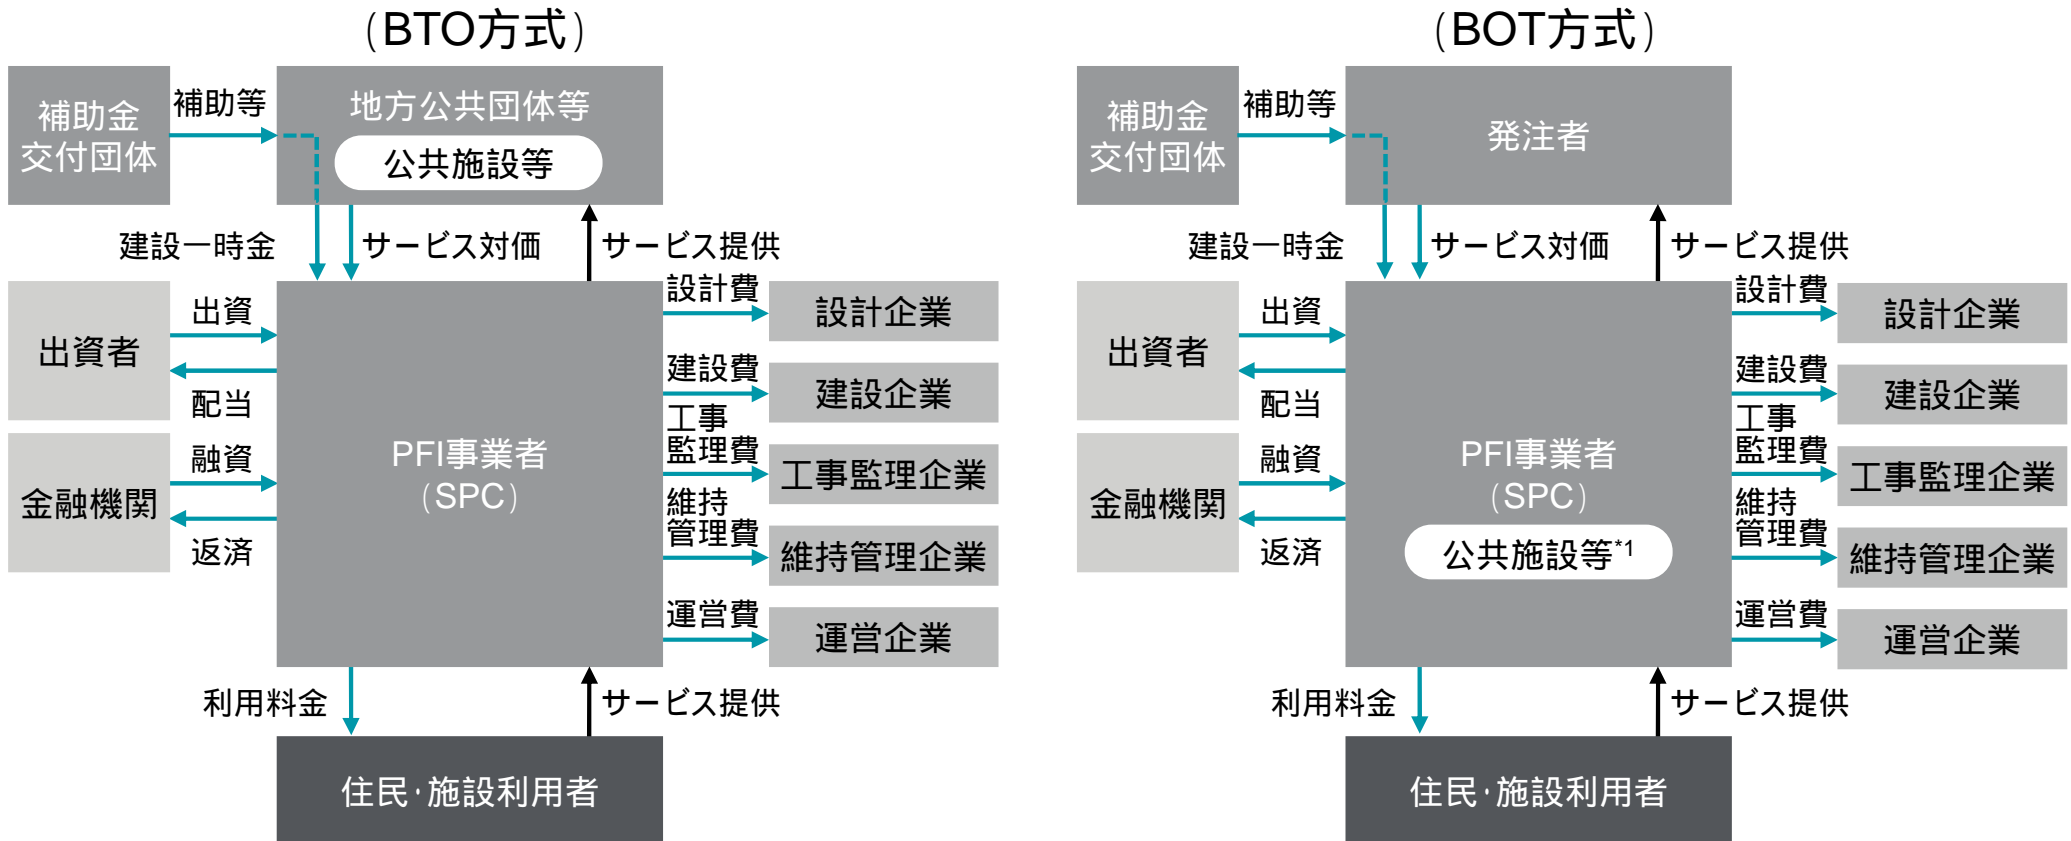 （BTO方式）
補助金
交付団体
補助等
地方公共団体等
公共施設等
建設一時金
サービス対価
サービス提供
出資者
出資
配当
金融機関
融資
返済
PFI事業者
（SPC）
設計費
設計企業
建設費
建設企業
工事
監理費
工事監理企業
維持
管理費
維持管理企業
運営費
運営企業
利用料金
サービス提供
住民・施設利用者
（BOT方式）
補助金
交付団体
補助等
発注者
建設一時金
サービス対価
サービス提供
出資者
出資
配当
金融機関
融資
返済
PFI事業者
（SPC）
公共施設等*1
設計費
設計企業
建設費
建設企業
工事
監理費
工事監理企業
維持
管理費
維持管理企業
運営費
運営企業
利用料金
サービス提供
住民・施設利用者